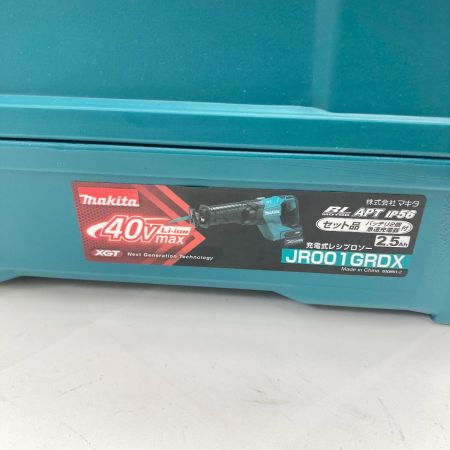 makita
40Vmax Li-ion
XGT Next Generation Technology
株式会社マキタ
BL MOTOR APT IP56
セット品 バッテリ2個 急速充電器 付
2.5Ah
充電式レシプロソー
JR001GRDX
Made in China